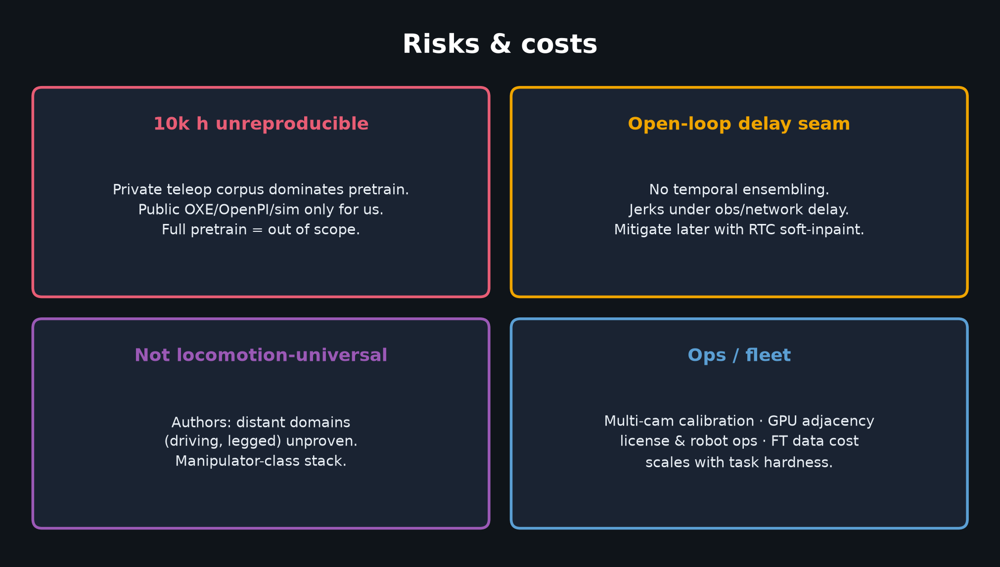 Risks & costs
10k h unreproducible
Private teleop corpus dominates pretrain.
Public OXE/OpenPI/sim only for us.
Full pretrain = out of scope.
Open-loop delay seam
No temporal ensembling.
Jerks under obs/network delay.
Mitigate later with RTC soft-inpaint.
Not locomotion-universal
Authors: distant domains
(driving, legged) unproven.
Manipulator-class stack.
Ops / fleet
Multi-cam calibration · GPU adjacency
license & robot ops · FT data cost
scales with task hardness.